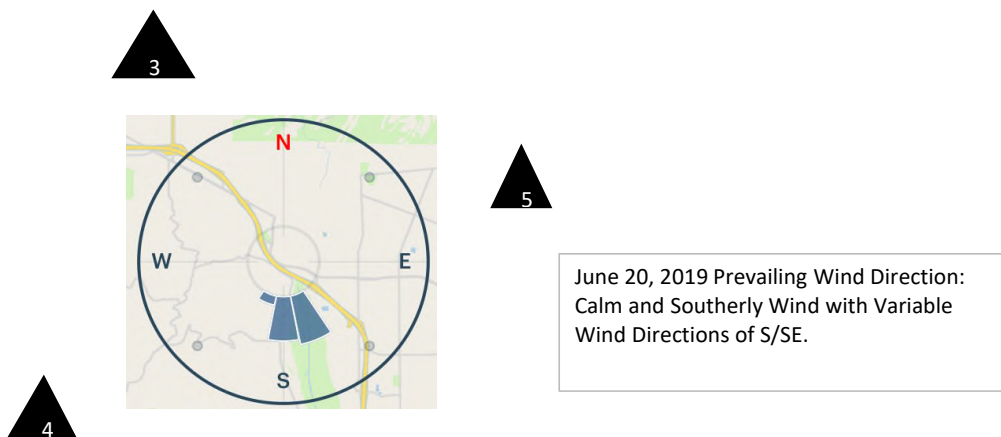 3
N
5
W
E
June 20, 2019 Prevailing Wind Direction:
Calm and Southerly Wind with Variable
Wind Directions of S/SE.
S
4